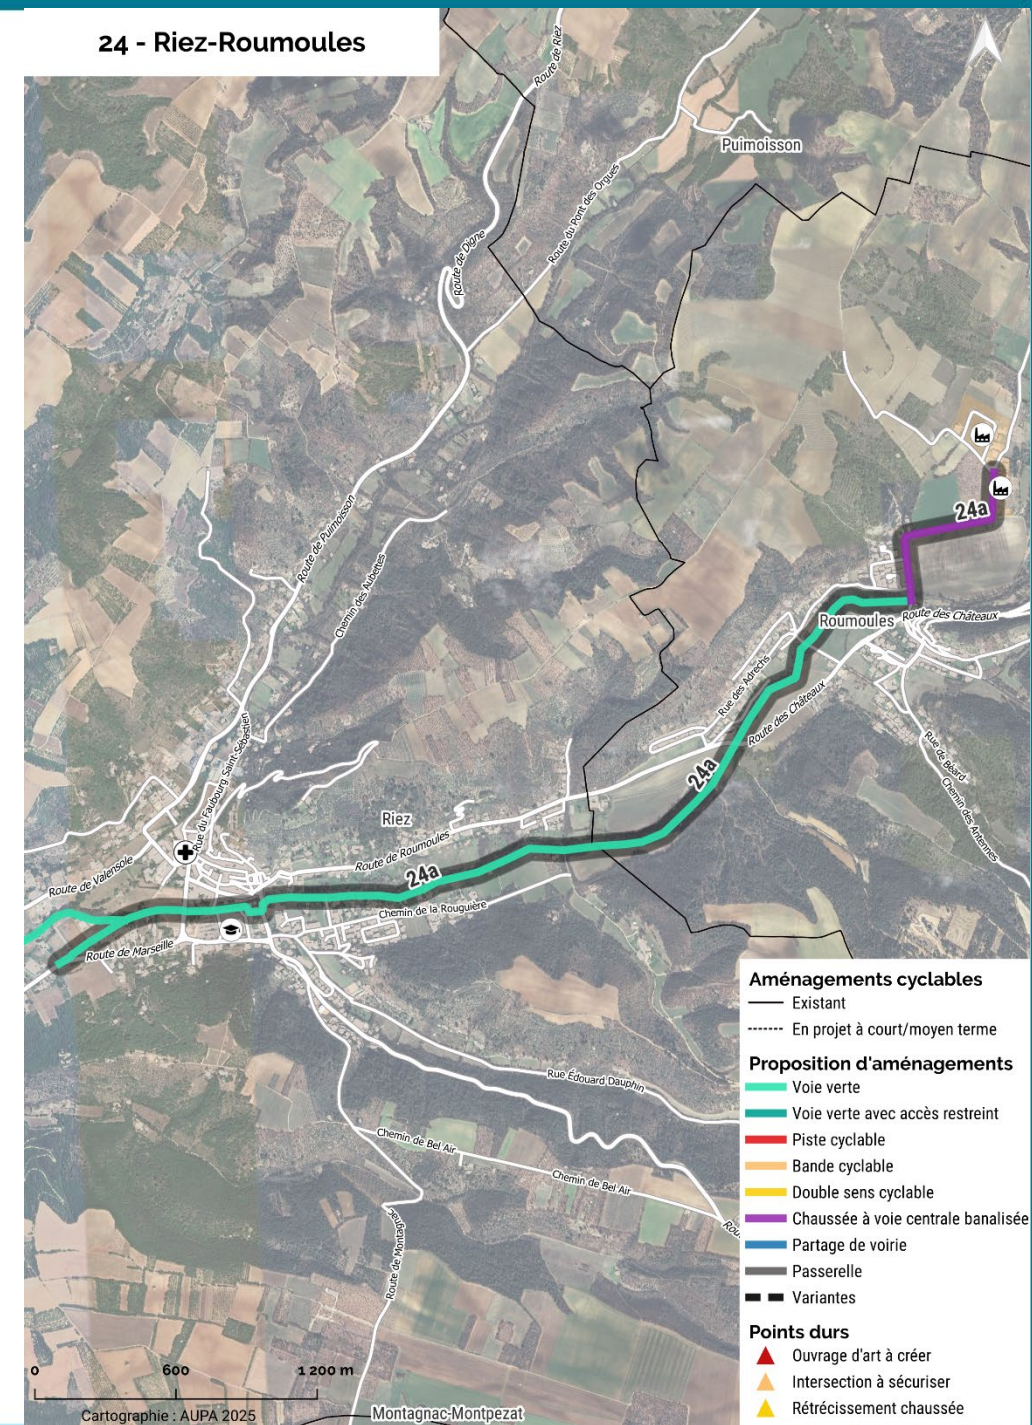 24 - Riez-Roumoules
Route de Riez
Puimoisson
Route du Pont des Orgues
Route de Digne
24a
Route de Puimoisson
Chemin des Aubettes
Roumoules
Route des Châteaux
Rue des Adrechs
Route des Châteaux
Rue du Faubourg Saint-Sébastien
24a
Rue de Béard
Chemin des Antennes
Riez
Route de Roumoules
Route de Valensole
24a
Chemin de la Rouguière
Route de Marseille
Rue Édouard Dauphin
Chemin de Bel Air
Chemin de Bel Air
Rou
Route de Montagnac
Aménagements cyclables
Existant
En projet à court/moyen terme
Proposition d'aménagements
Voie verte
Voie verte avec accès restreint
Piste cyclable
Bande cyclable
Double sens cyclable
Chaussée à voie centrale banalisée
Partage de voirie
Passerelle
Variantes
Points durs
Ouvrage d'art à créer
Intersection à sécuriser
Rétrécissement chaussée
0 600 1 200 m
Cartographie : AUPA 2025
Montagnac-Montpezat